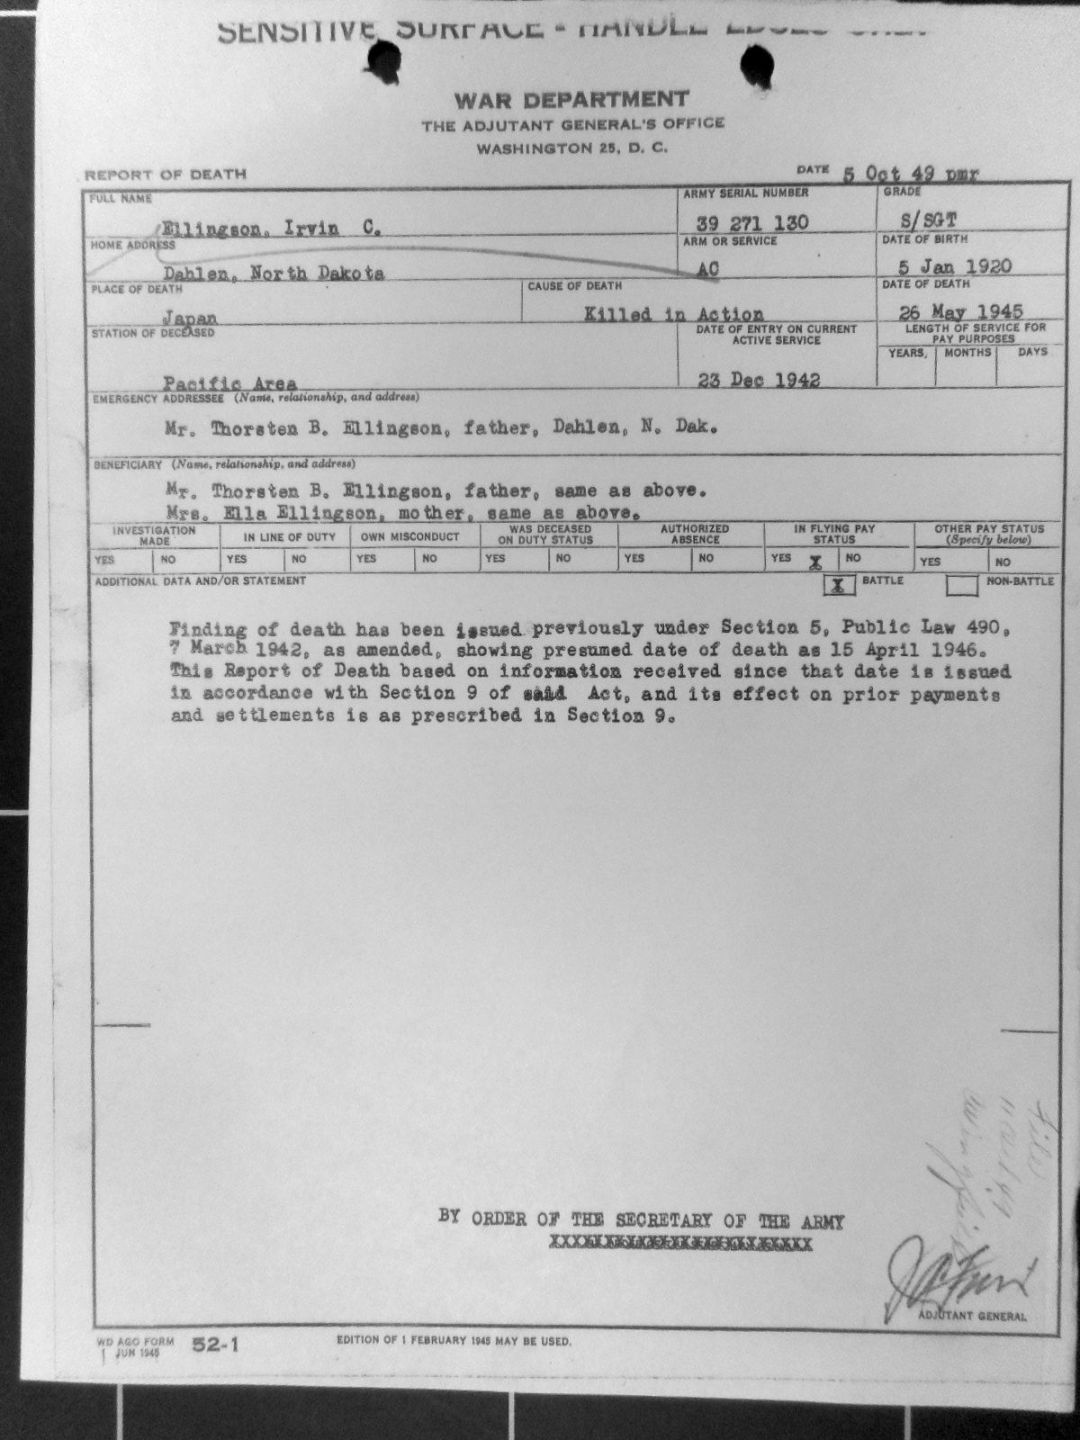 SENSITIVE SURFACE - HANDLE EDGES ONLY
WAR DEPARTMENT
THE ADJUTANT GENERAL'S OFFICE
WASHINGTON 25, D. C.
REPORT OF DEATH
DATE 5 Oct 49 pmr
FULL NAME
ARMY SERIAL NUMBER
GRADE
Ellingson, Irvin C.
39 271 130
S/SGT
HOME ADDRESS
ARM OR SERVICE
DATE OF BIRTH
Dahlen, North Dakota
AC
5 Jan 1920
PLACE OF DEATH
CAUSE OF DEATH
DATE OF DEATH
Japan
Killed in Action
26 May 1945
STATION OF DECEASED
DATE OF ENTRY ON CURRENT ACTIVE SERVICE
LENGTH OF SERVICE FOR PAY PURPOSES
YEARS, MONTHS DAYS
Pacific Area
23 Dec 1942
EMERGENCY ADDRESSEE (Name, relationship, and address)
Mr. Thorsten B. Ellingson, father, Dahlen, N. Dak.
BENEFICIARY (Name, relationship, and address)
Mr. Thorsten B. Ellingson, father, same as above.
Mrs. Ella Ellingson, mother, same as above.
INVESTIGATION MADE
IN LINE OF DUTY
OWN MISCONDUCT
WAS DECEASED ON DUTY STATUS
AUTHORIZED ABSENCE
IN FLYING PAY STATUS
OTHER PAY STATUS (Specify below)
YES NO YES NO YES NO YES NO YES NO YES X NO YES NO
ADDITIONAL DATA AND/OR STATEMENT
X BATTLE NON-BATTLE
Finding of death has been issued previously under Section 5, Public Law 490,
7 March 1942, as amended, showing presumed date of death as 15 April 1946.
This Report of Death based on information received since that date is issued
in accordance with Section 9 of said Act, and its effect on prior payments
and settlements is as prescribed in Section 9.
BY ORDER OF THE SECRETARY OF THE ARMY
ADJUTANT GENERAL
WD AGO FORM 52-1
1 JUN 1945
EDITION OF 1 FEBRUARY 1945 MAY BE USED.